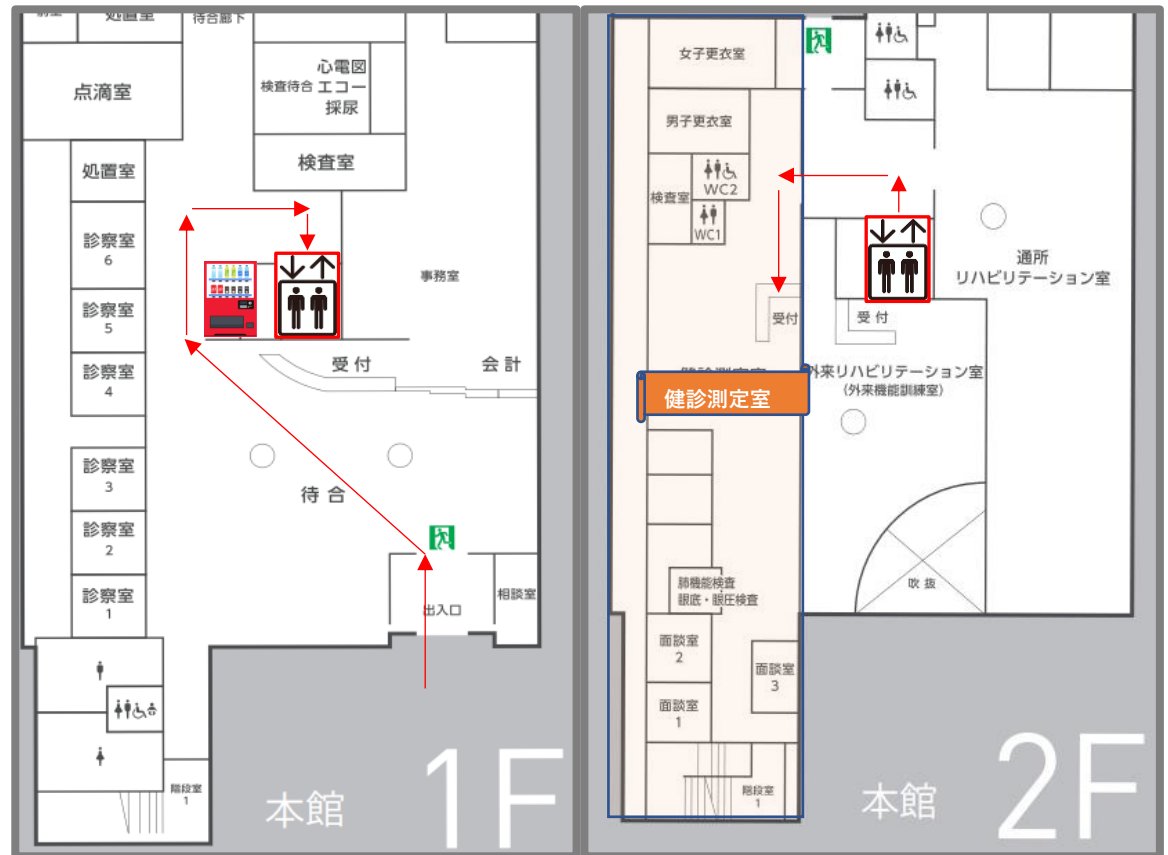 処置室
待合廊下
点滴室
心電図
検査待合 エコー
採尿
検査室
処置室
診察室
6
診察室
5
診察室
4
診察室
3
診察室
2
診察室
1
事務室
受付
会計
待合
出入口
相談室
階段室
1
本館
1F
女子更衣室
男子更衣室
検査室
WC2
WC1
受付
受付
通所
リハビリテーション室
外来リハビリテーション室
(外来機能訓練室)
健診測定室
肺機能検査
眼底・眼圧検査
面談室
2
面談室
3
面談室
1
吹抜
階段室
1
本館
2F